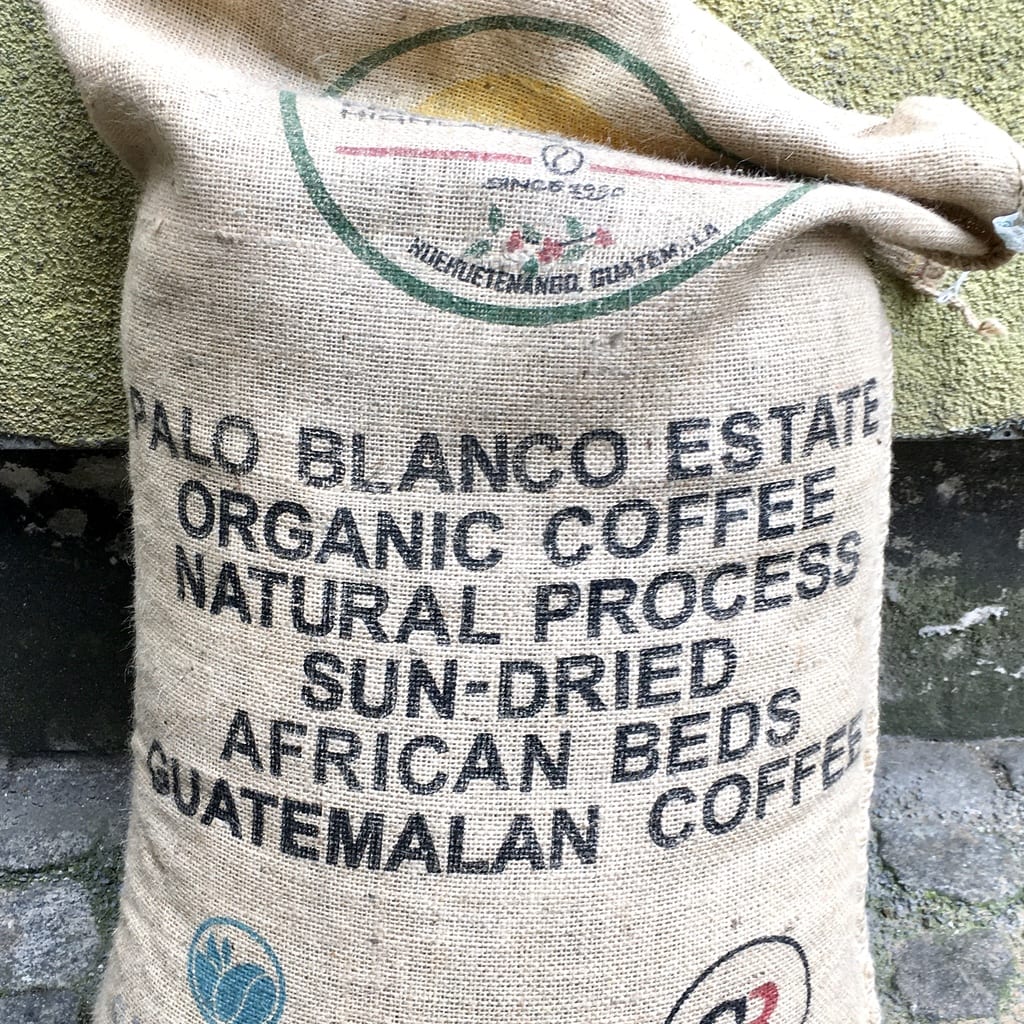 SINCE 1950
HUEHUETENANGO, GUATEMALA
PALO BLANCO ESTATE
ORGANIC COFFEE
NATURAL PROCESS
SUN-DRIED
AFRICAN BEDS
GUATEMALAN COFFEE